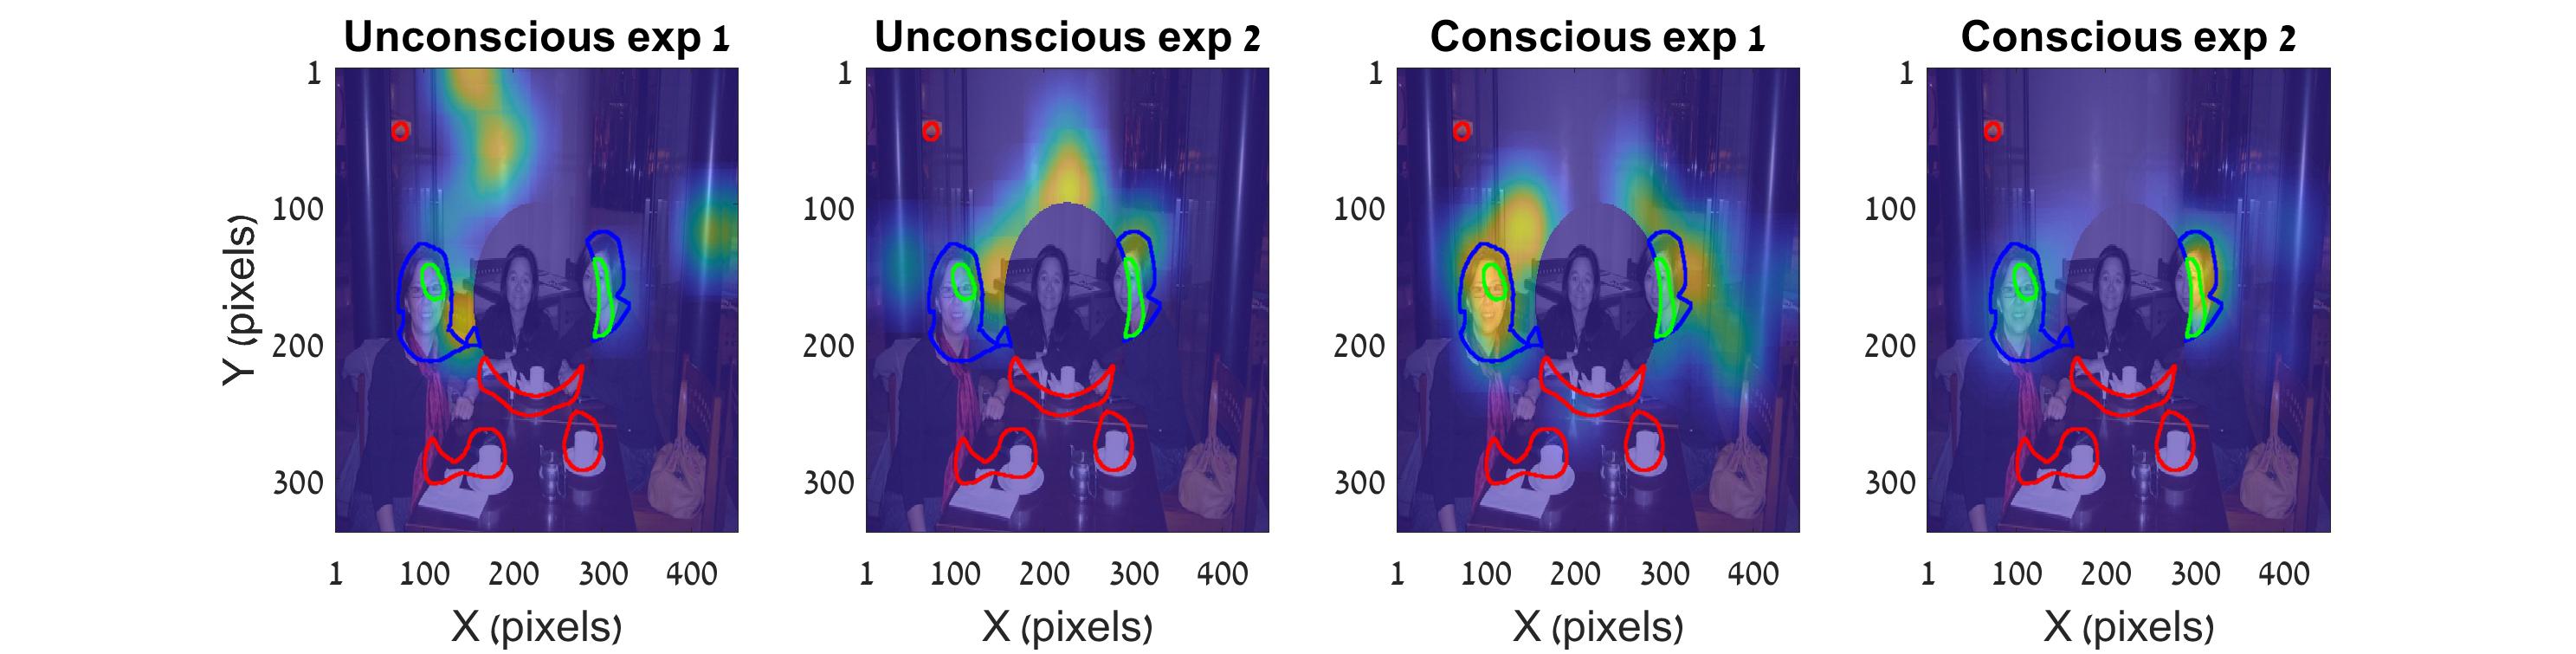 Unconscious exp 1 Unconscious exp 2 Conscious exp 1 Conscious exp 2
1 1 1 1
100 100 100 100
200 200 200 200
300 300 300 300
Y (pixels)
1 100 200 300 400 1 100 200 300 400 1 100 200 300 400 1 100 200 300 400
X (pixels) X (pixels) X (pixels) X (pixels)